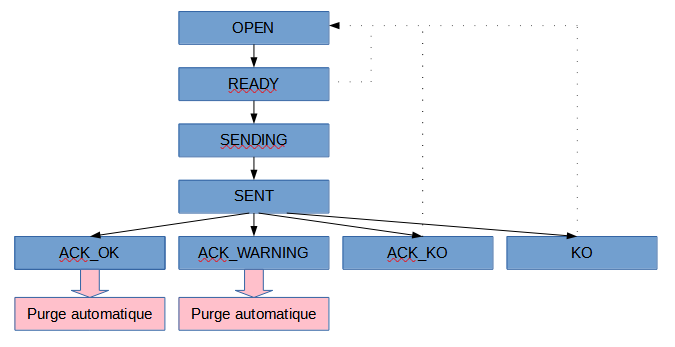 OPEN
READY
SENDING
SENT
ACK_OK
ACK_WARNING
ACK_KO
KO
Purge automatique
Purge automatique